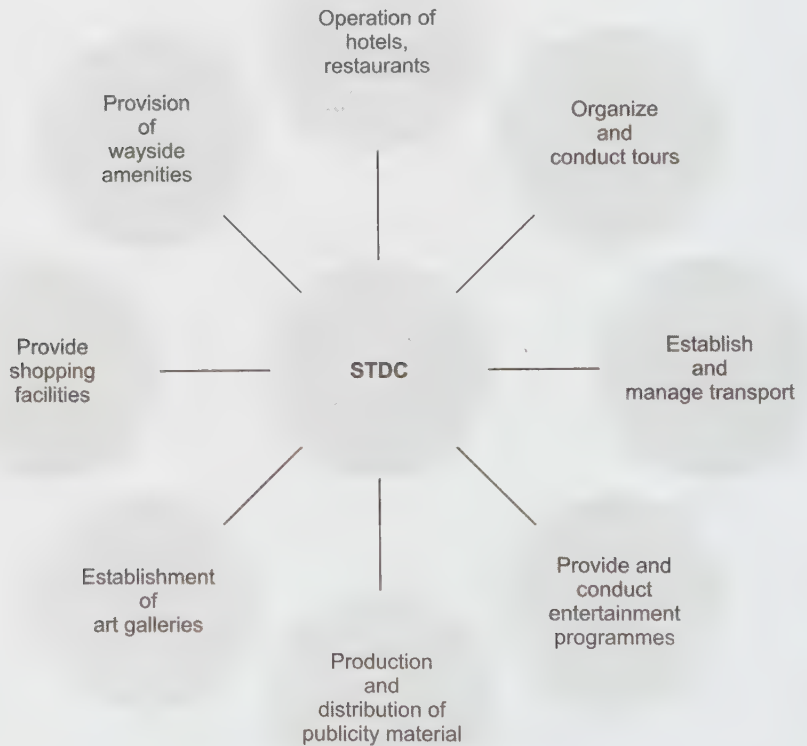 Operation of
hotels,
restaurants
Organize
and
conduct tours
Establish
and
manage transport
Provide and
conduct
entertainment
programmes
Production
and
distribution of
publicity material
Establishment
of
art galleries
Provide
shopping
facilities
Provision
of
wayside
amenities
STDC